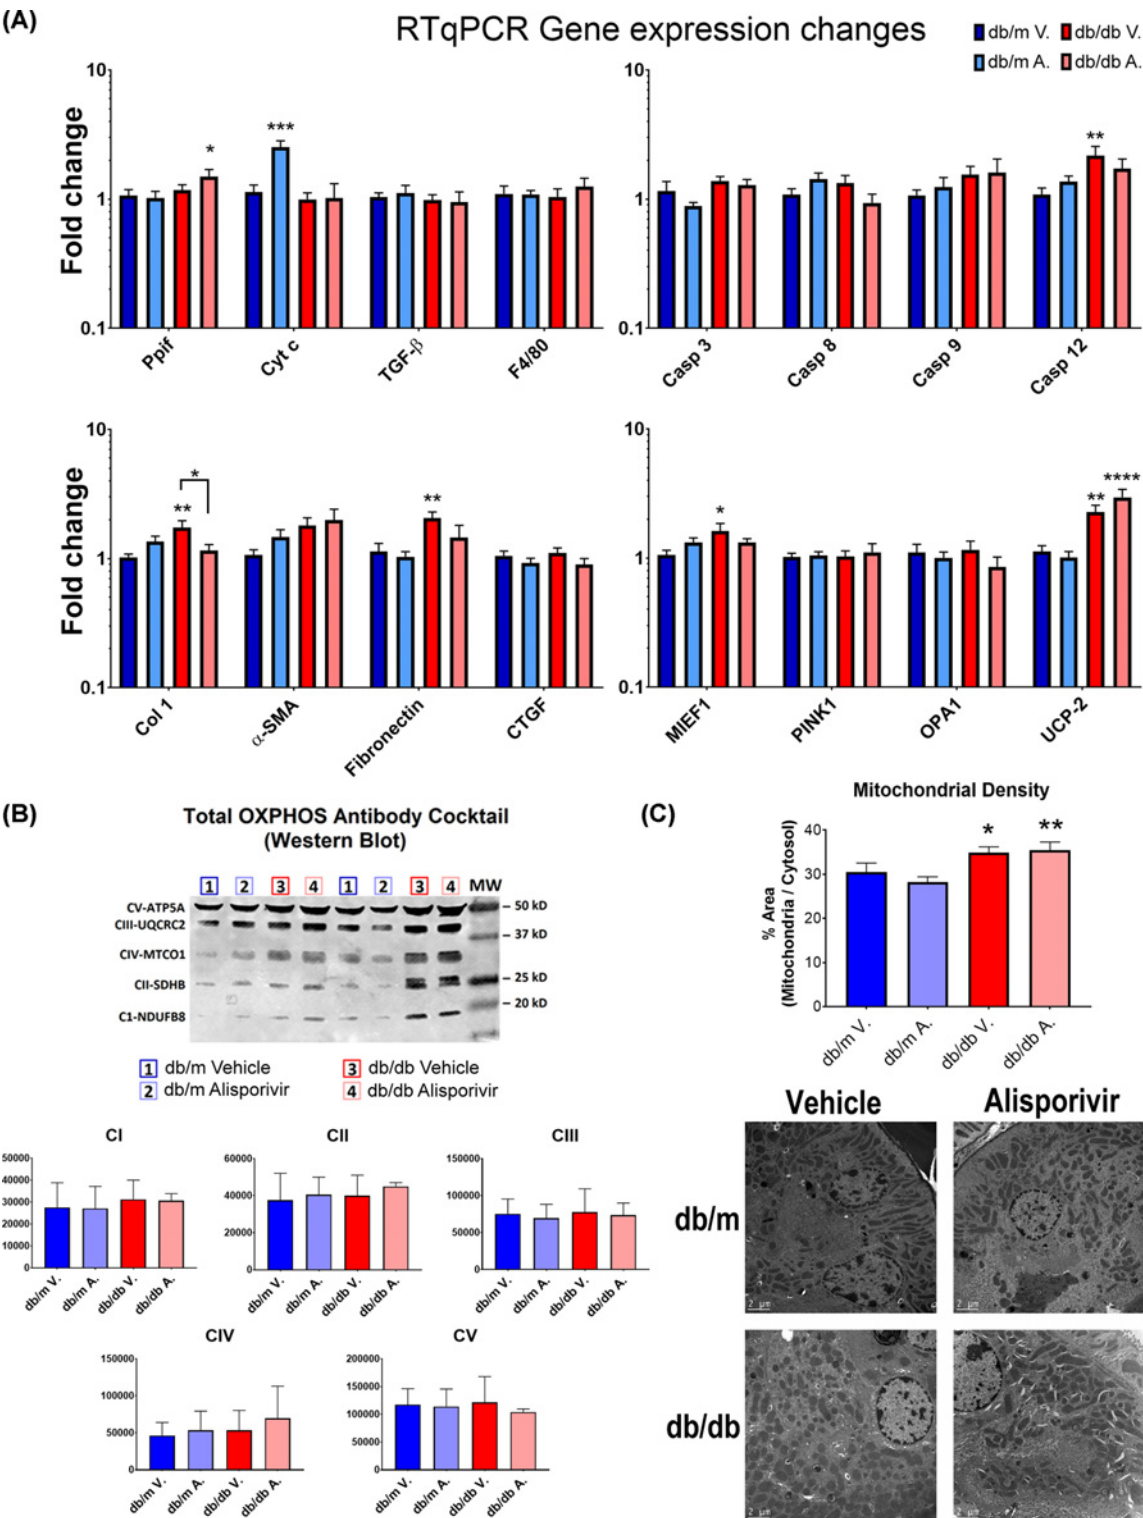 (A)
RTqPCR Gene expression changes
db/m V. db/db V.
db/m A. db/db A.
Fold change
10
1
0.1
*
***
Ppif
Cyt c
TGF-β
F4/80
10
1
0.1
**
Casp 3
Casp 8
Casp 9
Casp 12
Fold change
10
1
0.1
**
*
**
Col 1
α-SMA
Fibronectin
CTGF
10
1
0.1
*
**
****
MIEF1
PINK1
OPA1
UCP-2
(B)
Total OXPHOS Antibody Cocktail
(Western Blot)
1 2 3 4 1 2 3 4 MW
CV-ATP5A
CIII-UQCRC2
CIV-MTCO1
CII-SDHB
C1-NDUFB8
– 50 kD
– 37 kD
– 25 kD
– 20 kD
1 db/m Vehicle 3 db/db Vehicle
2 db/m Alisporivir 4 db/db Alisporivir
CI
50000
40000
30000
20000
10000
0
db/m V.
db/m A.
db/db V.
db/db A.
CII
60000
40000
20000
0
db/m V.
db/m A.
db/db V.
db/db A.
CIII
150000
100000
50000
0
db/m V.
db/m A.
db/db V.
db/db A.
CIV
150000
100000
50000
0
db/m V.
db/m A.
db/db V.
db/db A.
CV
200000
150000
100000
50000
0
db/m V.
db/m A.
db/db V.
db/db A.
(C)
Mitochondrial Density
% Area
(Mitochondria / Cytosol)
40
30
20
10
0
*
**
db/m V.
db/m A.
db/db V.
db/db A.
Vehicle Alisporivir
db/m
2 μm
2 μm
db/db
2 μm
2 μm